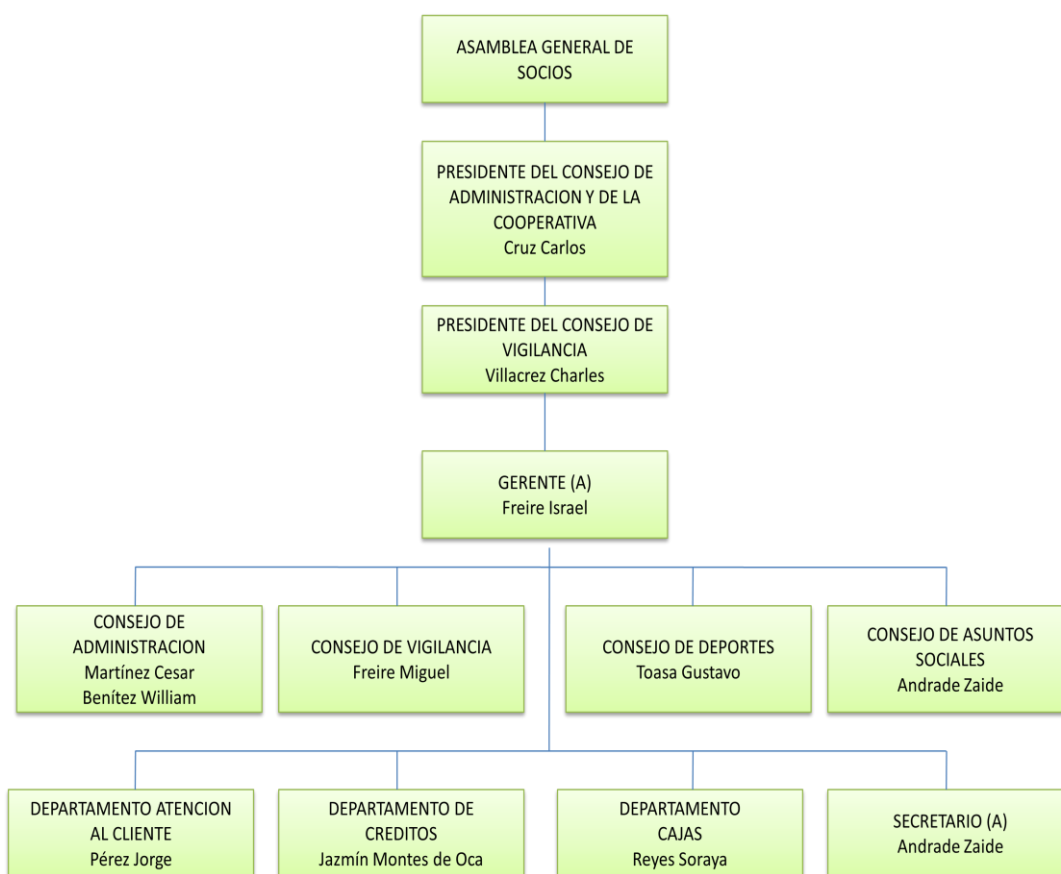 ASAMBLEA GENERAL DE
SOCIOS
PRESIDENTE DEL CONSEJO DE
ADMINISTRACION Y DE LA
COOPERATIVA
Cruz Carlos
PRESIDENTE DEL CONSEJO DE
VIGILANCIA
Villacrez Charles
GERENTE (A)
Freire Israel
CONSEJO DE
ADMINISTRACION
Martínez Cesar
Benítez William
CONSEJO DE VIGILANCIA
Freire Miguel
CONSEJO DE DEPORTES
Toasa Gustavo
CONSEJO DE ASUNTOS
SOCIALES
Andrade Zaide
DEPARTAMENTO ATENCION
AL CLIENTE
Pérez Jorge
DEPARTAMENTO DE
CREDITOS
Jazmín Montes de Oca
DEPARTAMENTO
CAJAS
Reyes Soraya
SECRETARIO (A)
Andrade Zaide